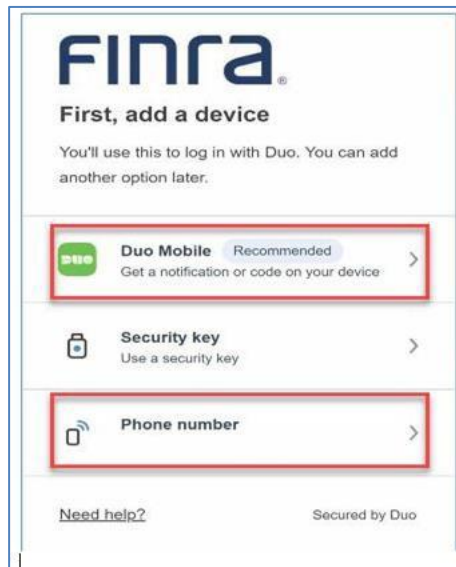 FINra®
First, add a device
You'll use this to log in with Duo. You can add
another option later.
DUO
Duo Mobile Recommended
Get a notification or code on your device
Security key
Use a security key
Phone number
Need help? Secured by Duo